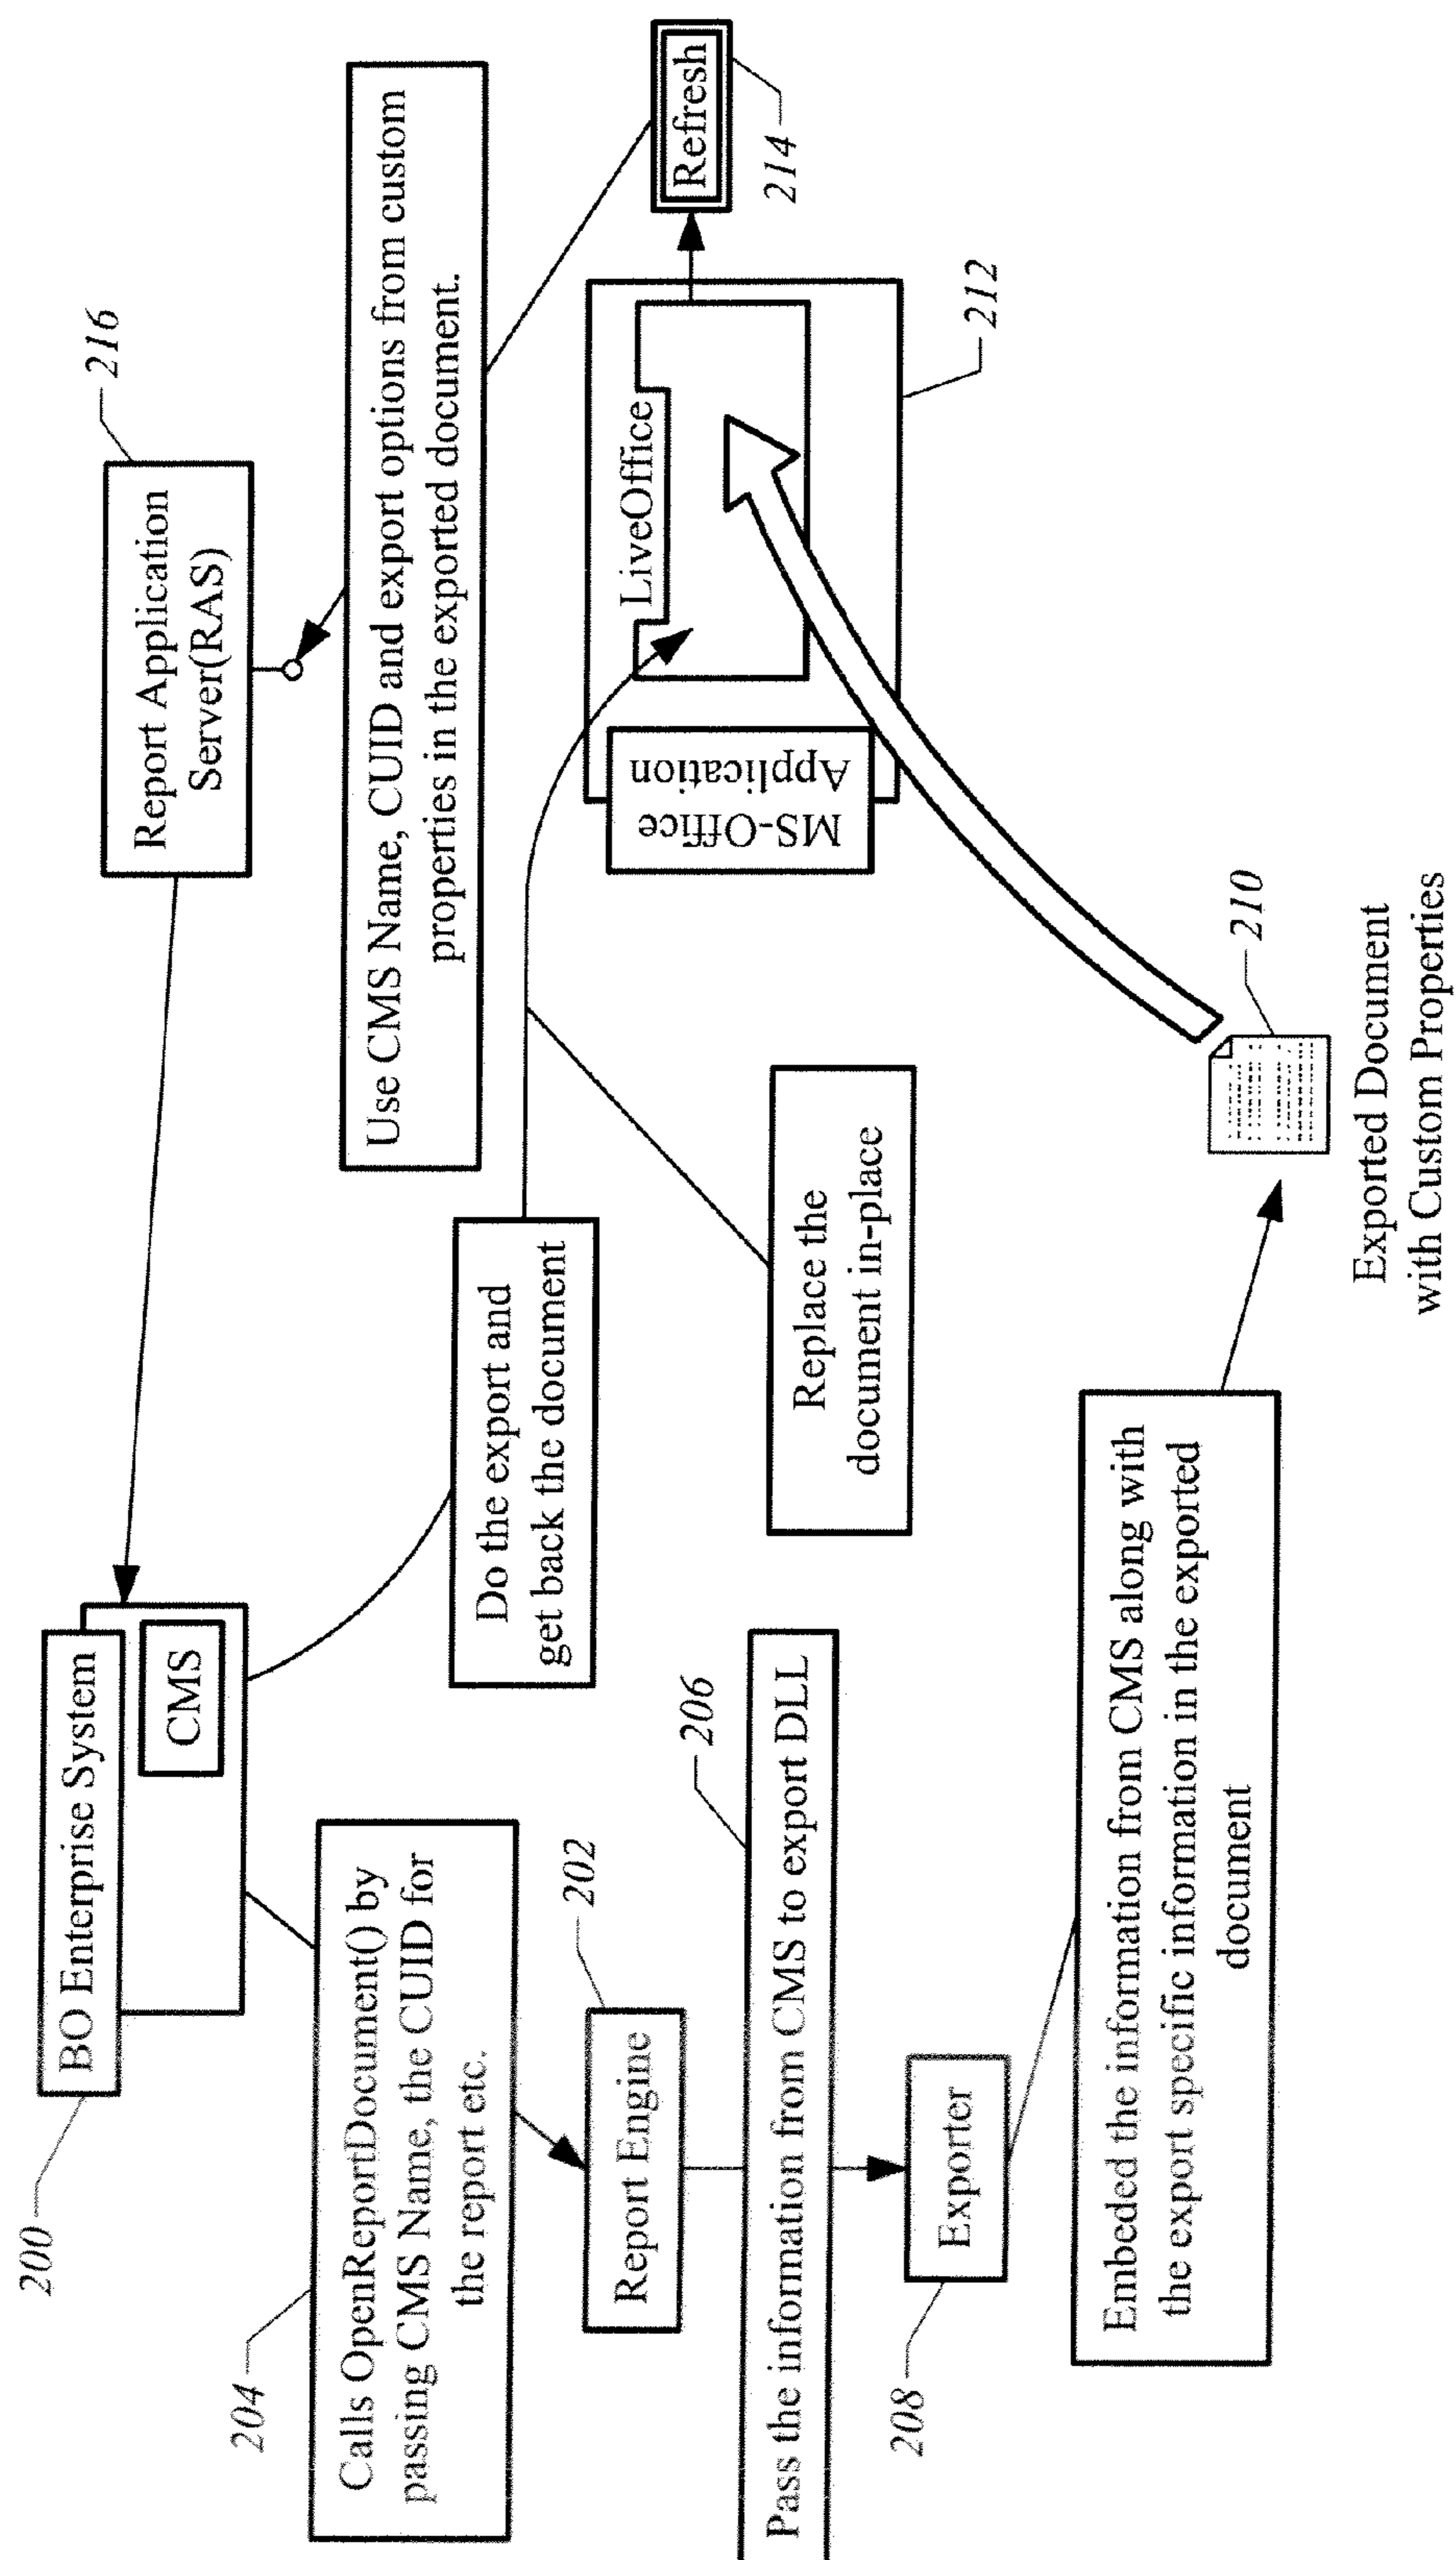 200
BO Enterprise System
CMS
216
Report Application
Server(RAS)
204
Calls OpenReportDocument() by
passing CMS Name, the CUID for
the report etc.
Use CMS Name, CUID and export options from custom
properties in the exported document.
Do the export and
get back the document
202
Report Engine
206
Pass the information from CMS to export DLL
Replace the
document in-place
MS-Office
Application
LiveOffice
Refresh
214
212
208
Exporter
Embeded the information from CMS along with
the export specific information in the exported
document
210
Exported Document
with Custom Properties